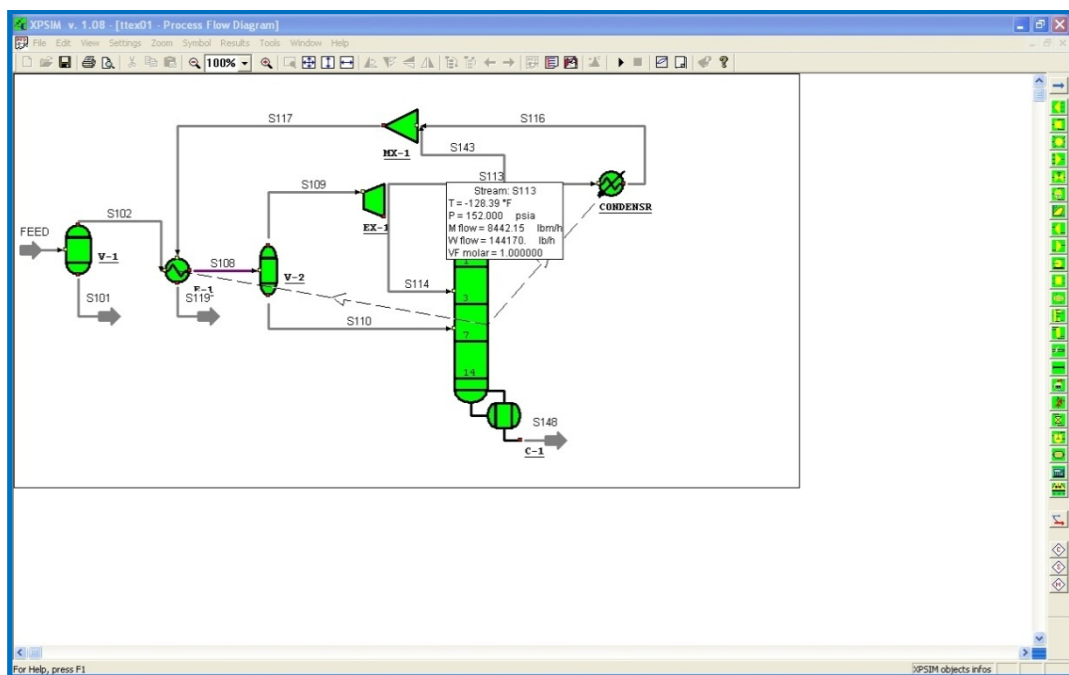 XPSIM v. 1.08 - [ttex01 - Process Flow Diagram]
File Edit View Settings Zoom Symbol Results Tools Window Help
100%
S117
S116
MX-1
S143
S109
S113
EX-1
CONDENSR
Stream: S113
T = -128.39 °F
P = 152.000 psia
M flow = 8442.15 lbm/h
W flow = 144170. lb/h
VF molar = 1.000000
FEED
S102
V-1
S108
V-2
E-1
S101
S119
S114
S110
1
3
7
14
S148
C-1
For Help, press F1
XPSIM objects infos